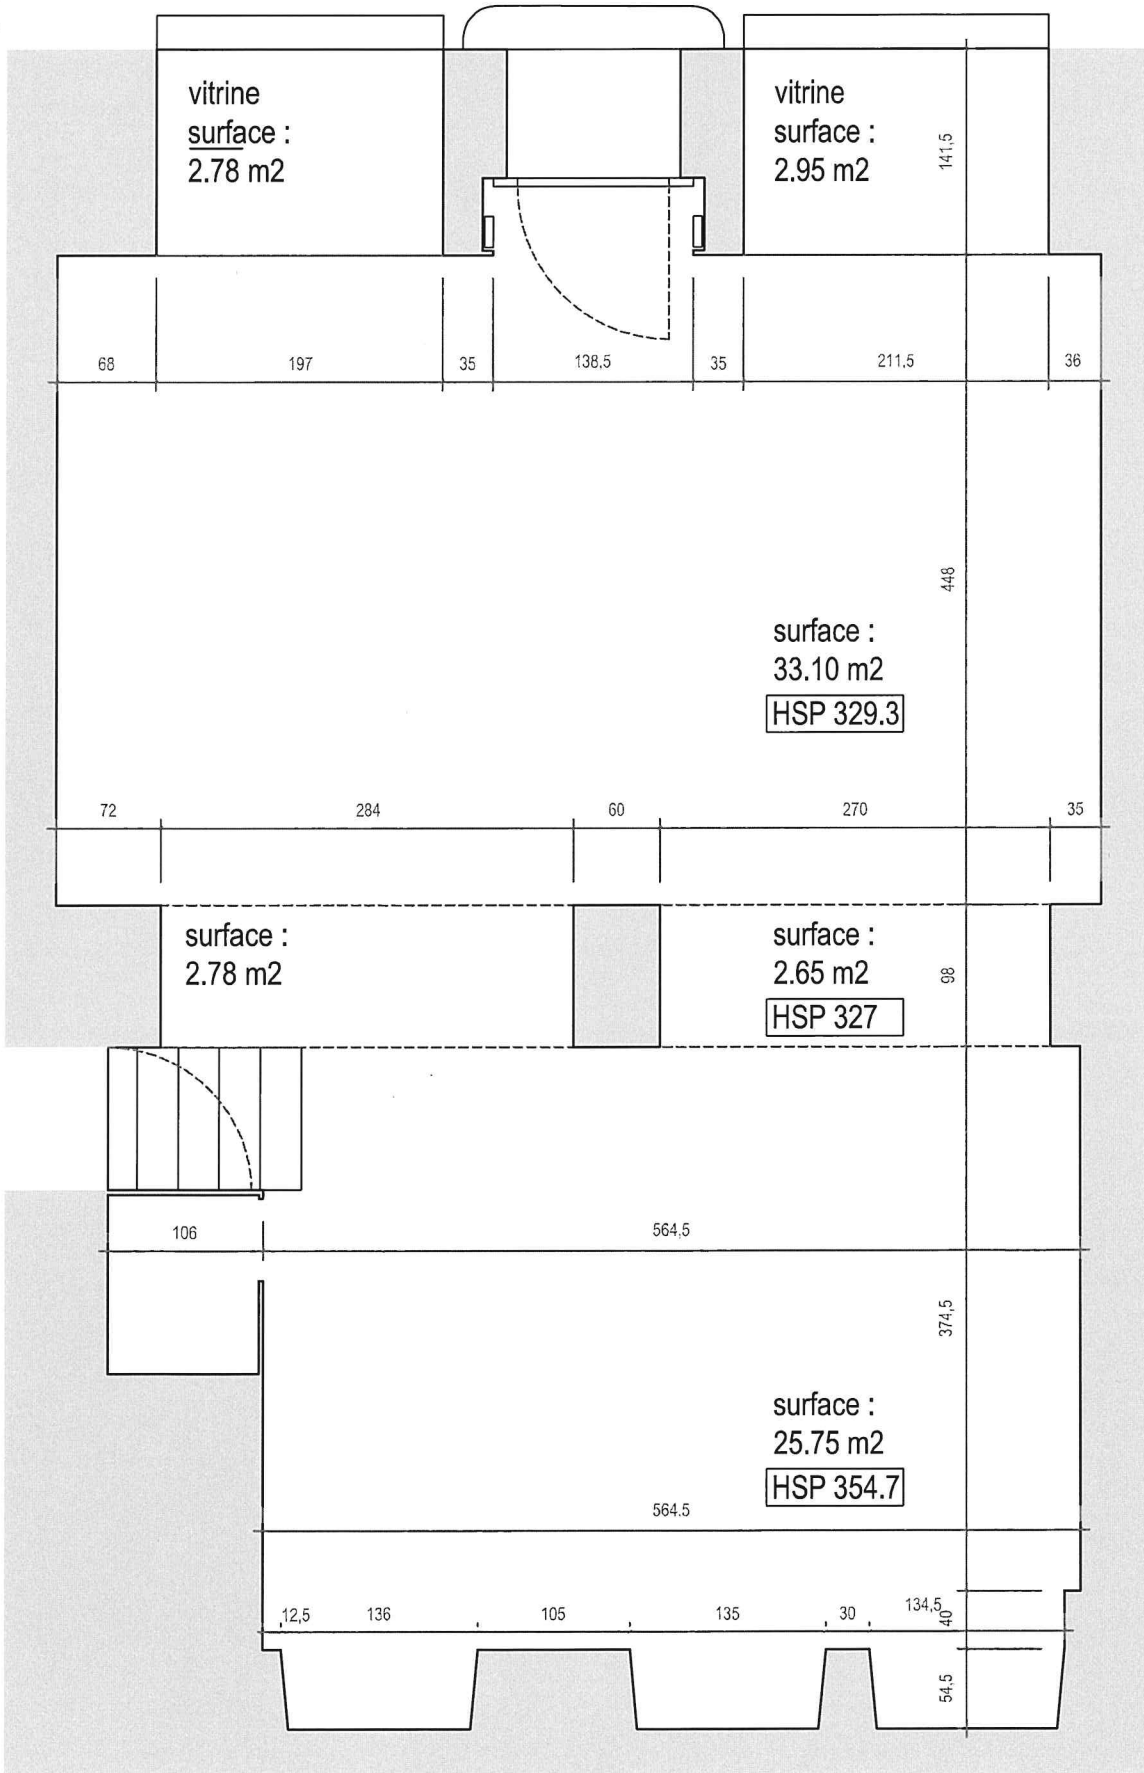 vitrine
surface :
2.78 m2
vitrine
surface :
2.95 m2
141,5
68
197
35
138,5
35
211,5
36
448
surface :
33.10 m2
HSP 329.3
72
284
60
270
35
surface :
2.78 m2
surface :
2.65 m2
HSP 327
98
106
564,5
374,5
surface :
25.75 m2
HSP 354.7
564.5
12,5
136
105
135
30
134,5
40
54,5